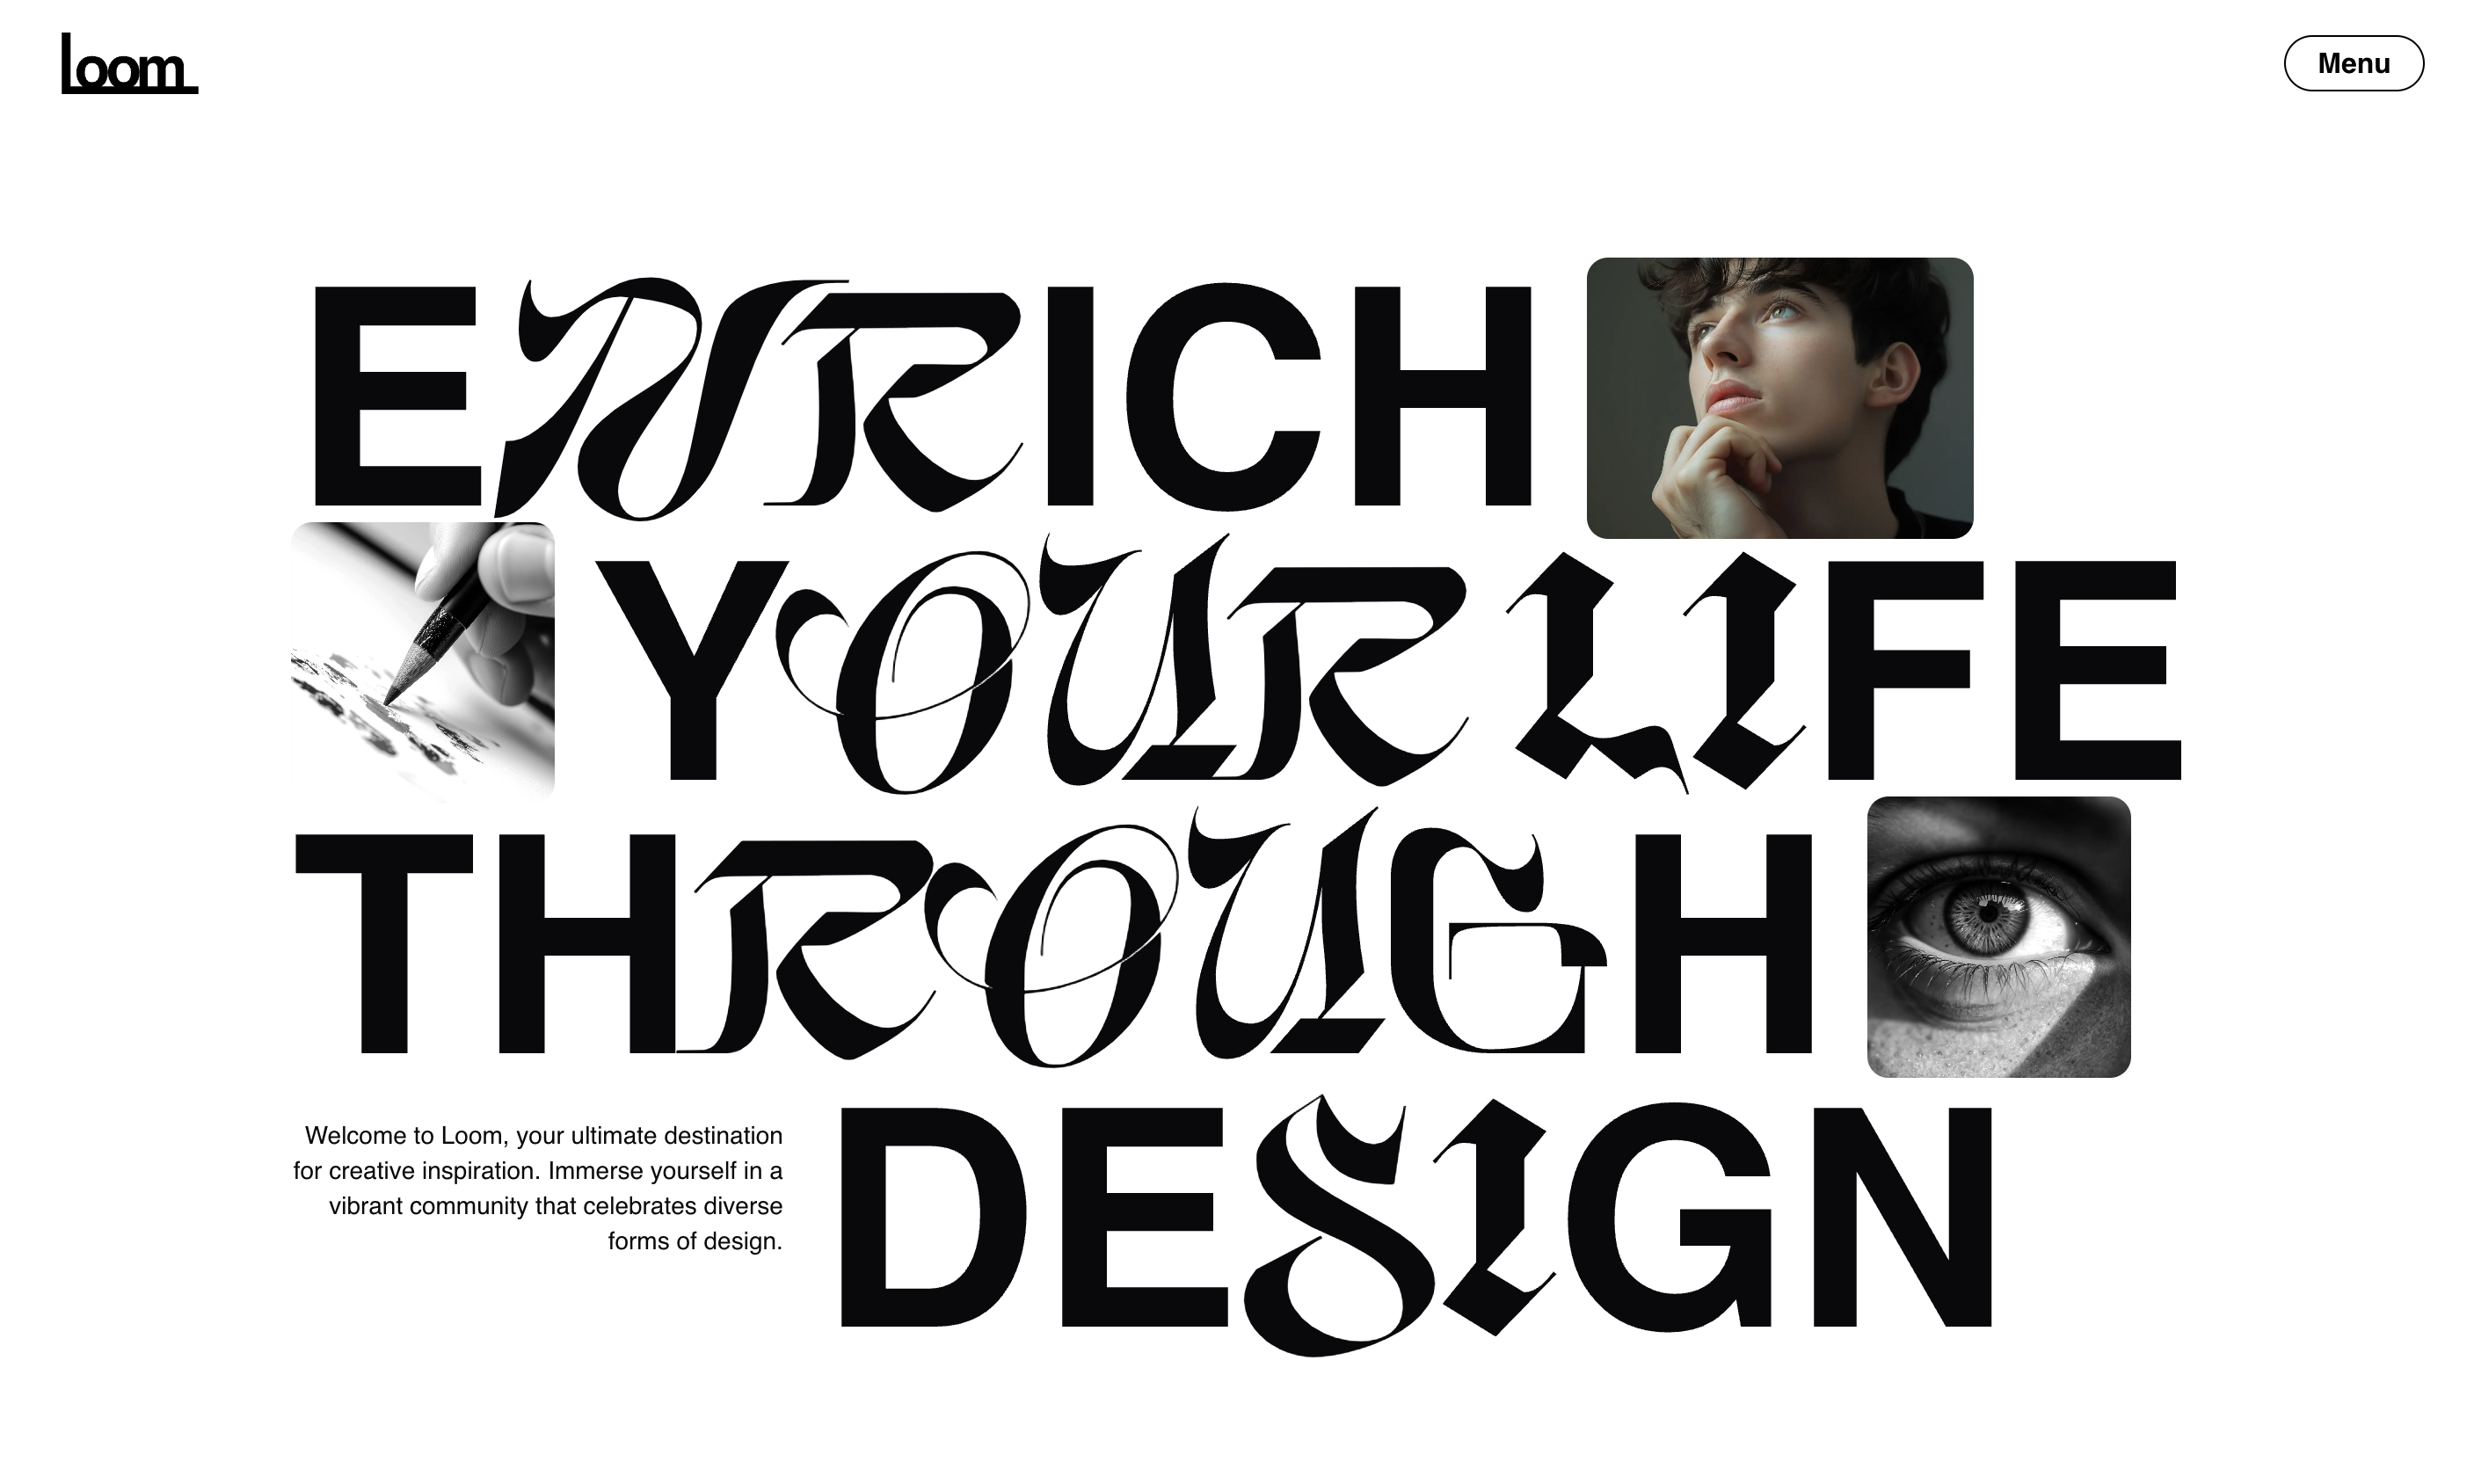 loom
Menu
ENRICH
YOUR LIFE
THROUGH
DESIGN
Welcome to Loom, your ultimate destination
for creative inspiration. Immerse yourself in a
vibrant community that celebrates diverse
forms of design.